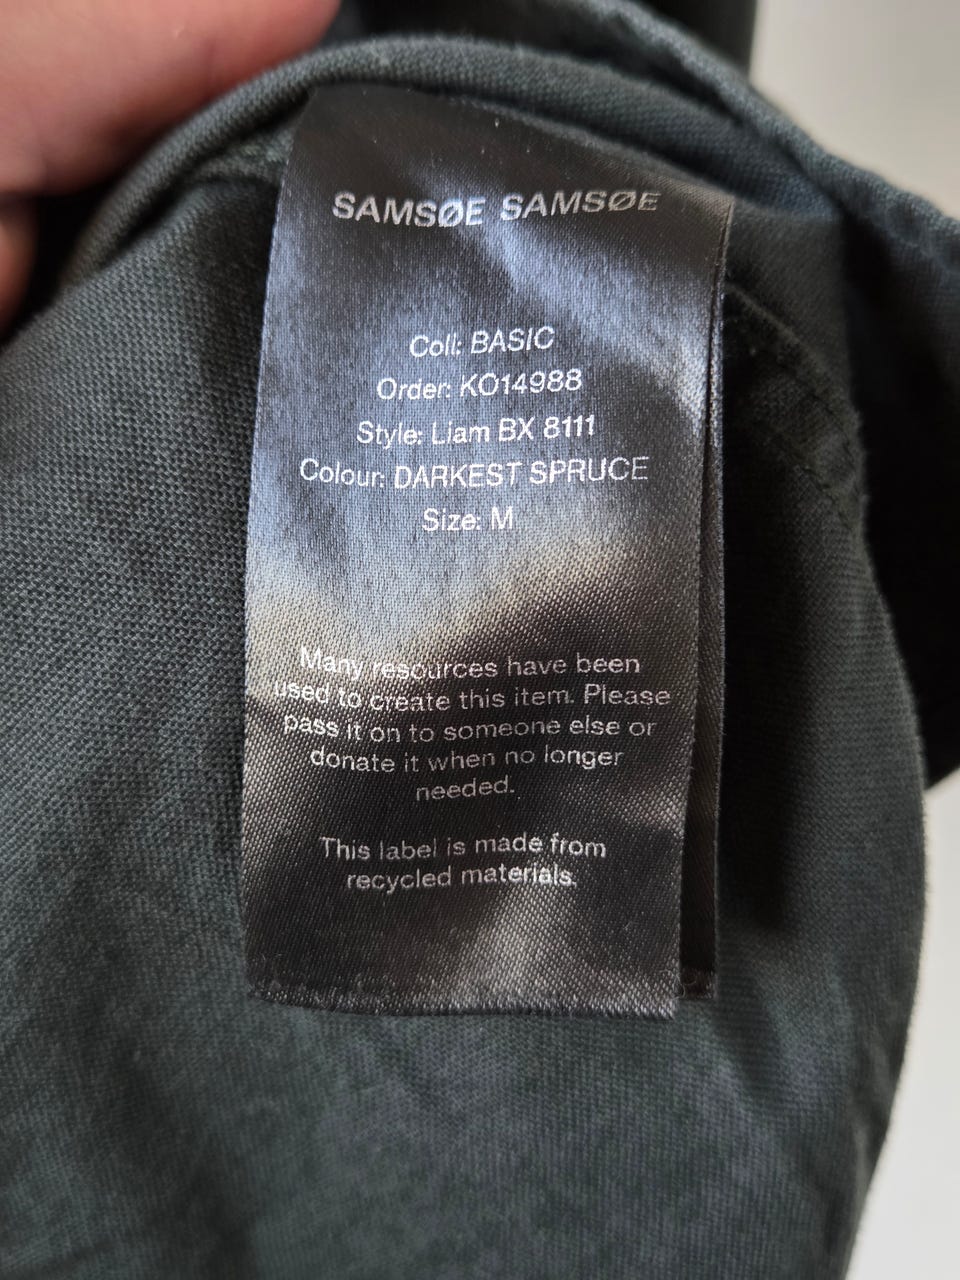 SAMSØE SAMSØE
Coll: BASIC
Order: KO14988
Style: Liam BX 8111
Colour: DARKEST SPRUCE
Size: M
Many resources have been
used to create this item. Please
pass it on to someone else or
donate it when no longer
needed.
This label is made from
recycled materials.